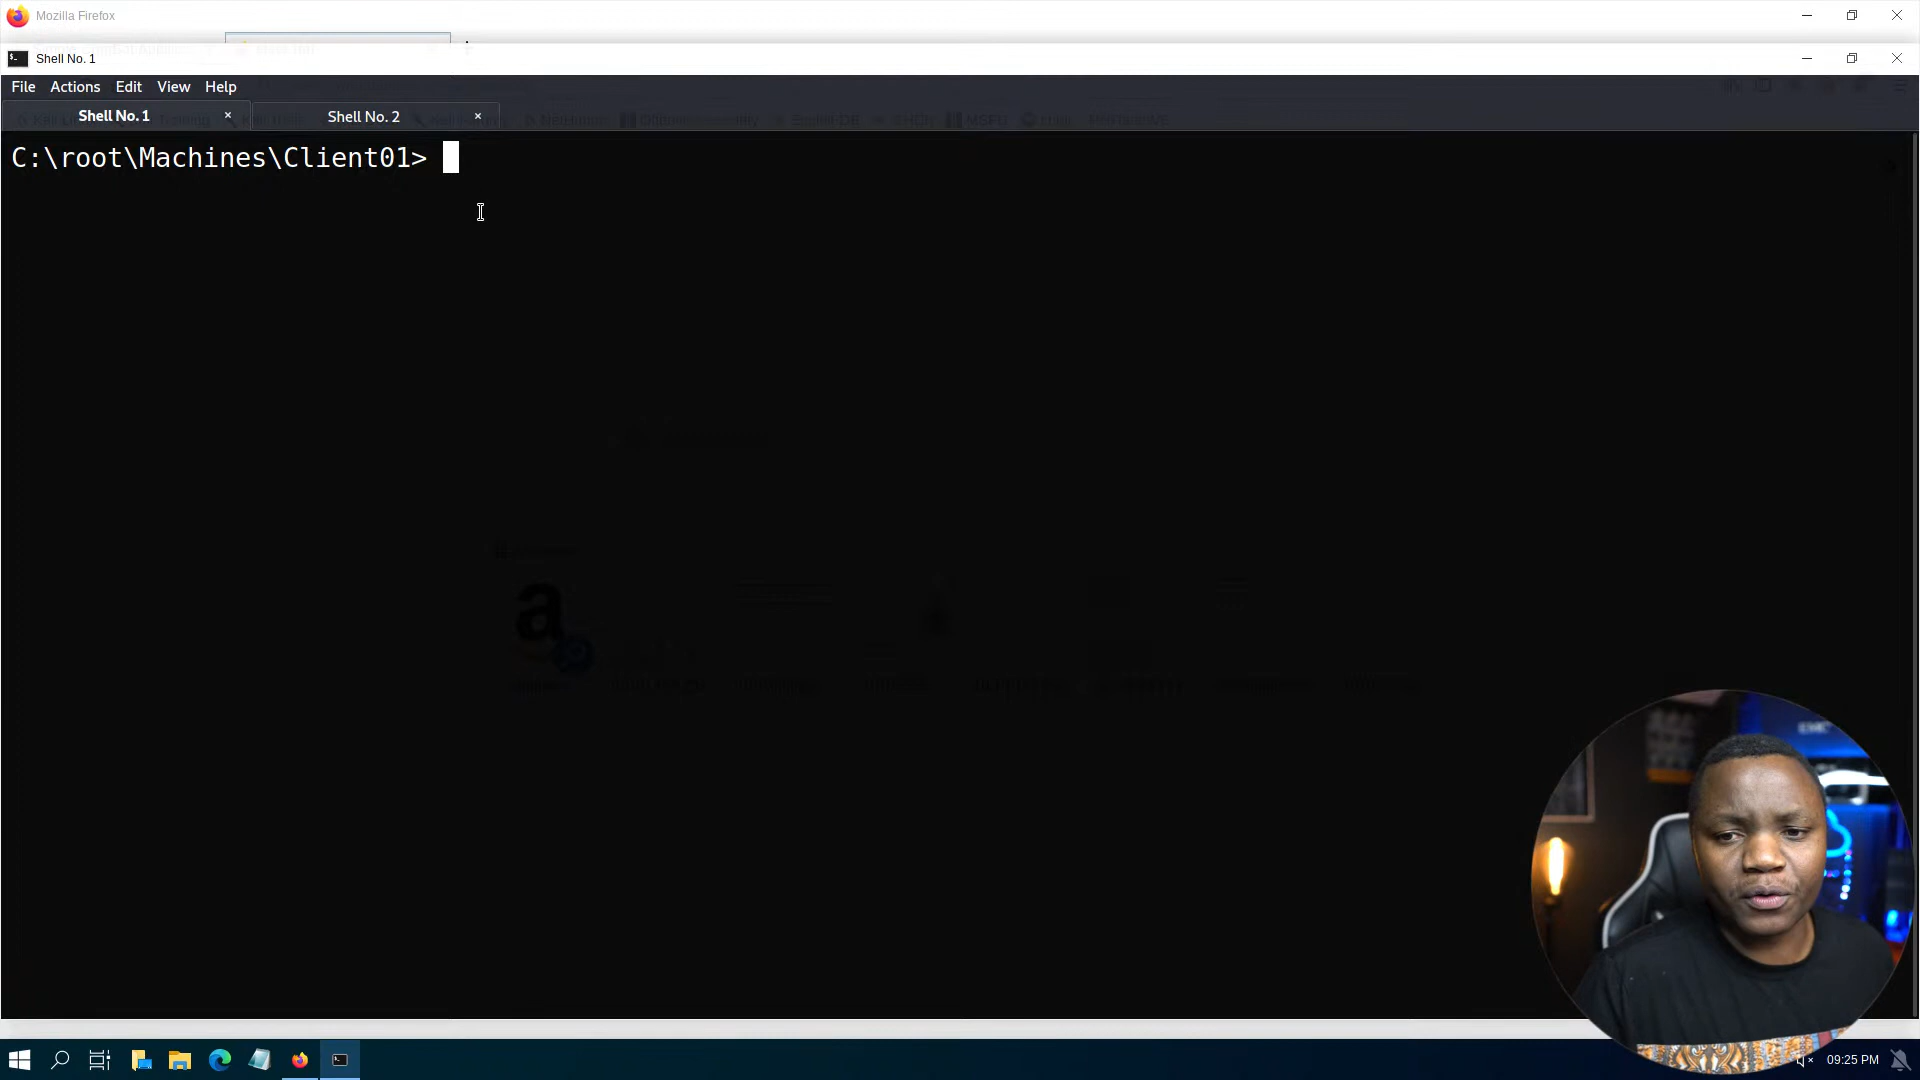 Mozilla Firefox
Shell No. 1
File Actions Edit View Help
Shell No. 1 × Shell No. 2 ×
C:\root\Machines\Client01>
a
09:25 PM